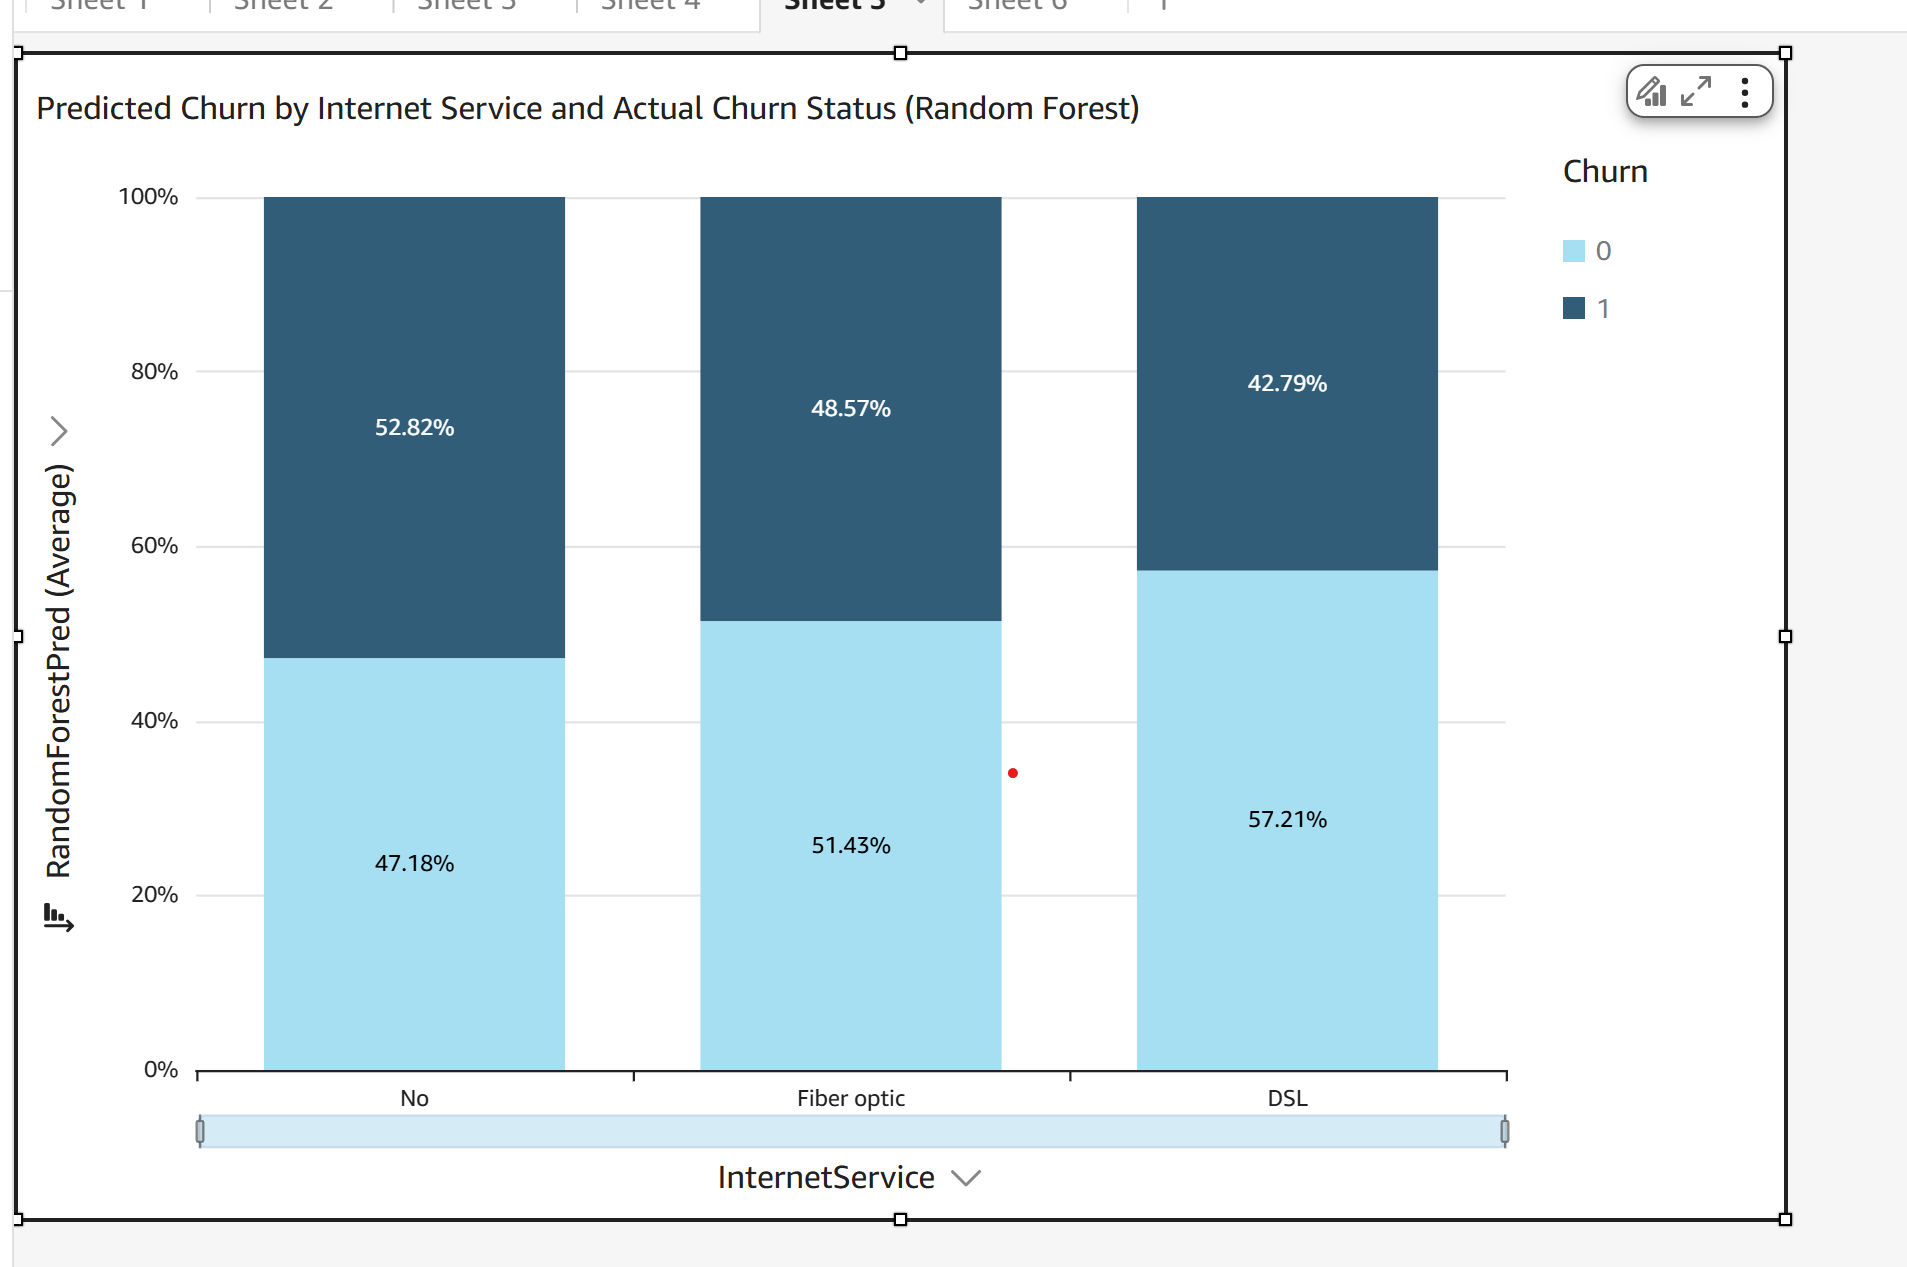 Sheet 1
Sheet 2
Sheet 3
Sheet 4
Sheet 5
Sheet 6
Predicted Churn by Internet Service and Actual Churn Status (Random Forest)
Churn
0
1
100%
80%
60%
40%
20%
0%
RandomForestPred (Average)
52.82%
48.57%
42.79%
47.18%
51.43%
57.21%
No
Fiber optic
DSL
InternetService